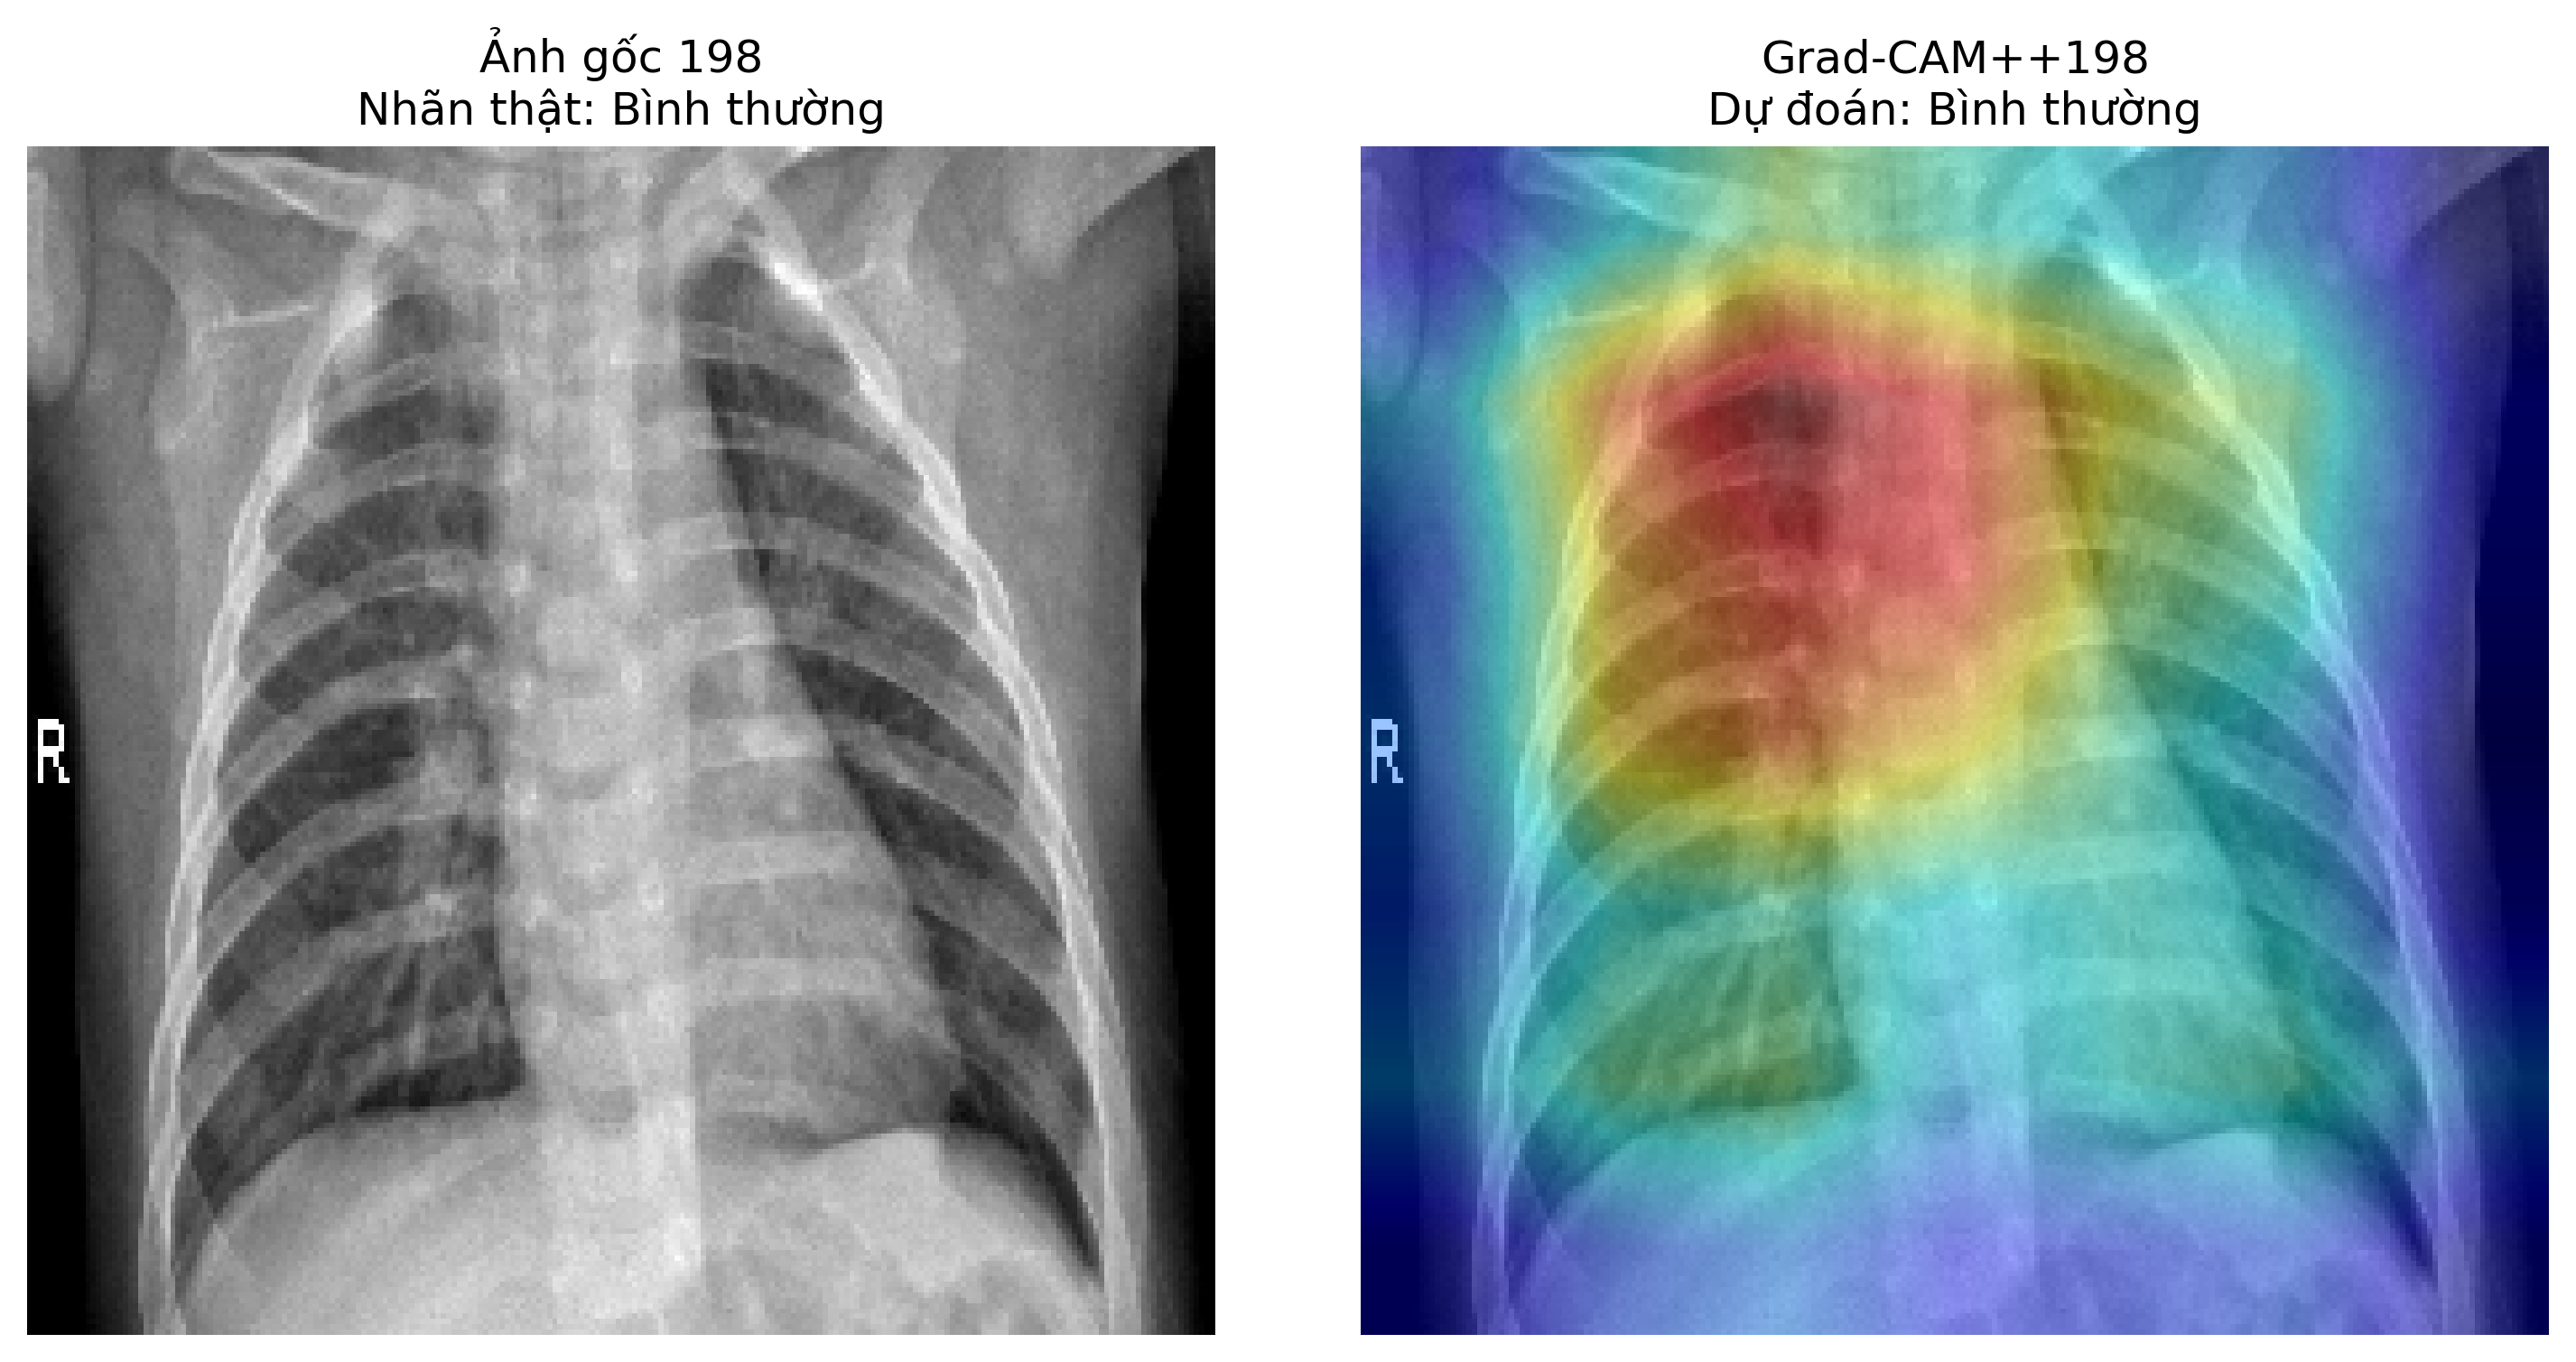 Ảnh gốc 198
Nhãn thật: Bình thường
Grad-CAM++198
Dự đoán: Bình thường
R
R